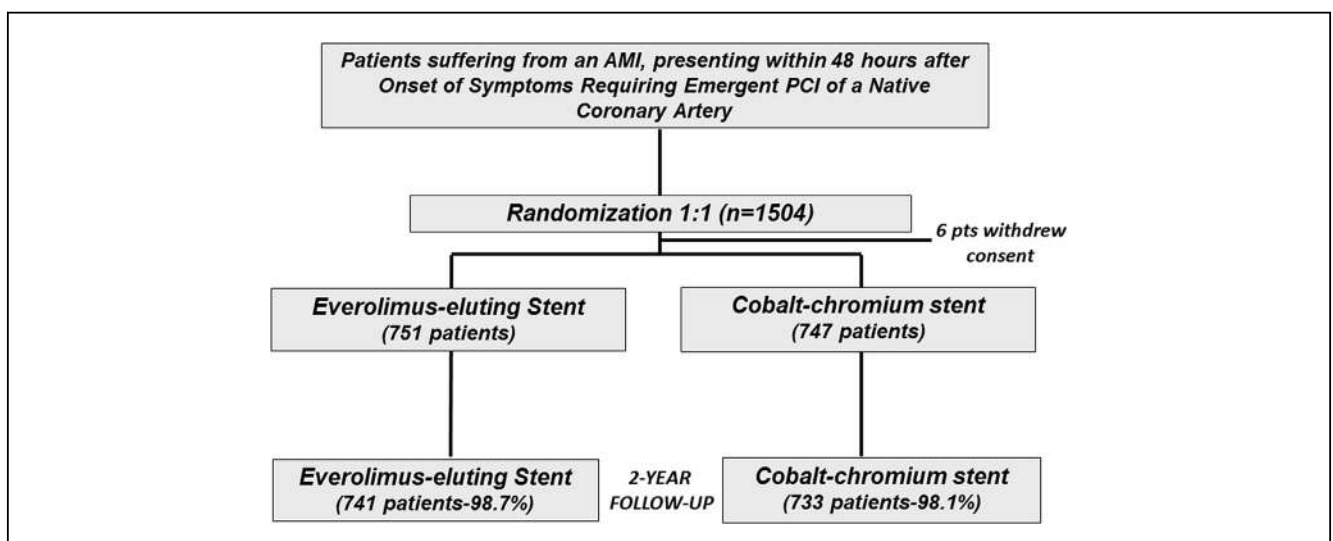 Patients suffering from an AMI, presenting within 48 hours after
Onset of Symptoms Requiring Emergent PCI of a Native
Coronary Artery
Randomization 1:1 (n=1504)
6 pts withdrew
consent
Everolimus-eluting Stent
(751 patients)
Cobalt-chromium stent
(747 patients)
Everolimus-eluting Stent
(741 patients-98.7%)
2-YEAR
FOLLOW-UP
Cobalt-chromium stent
(733 patients-98.1%)